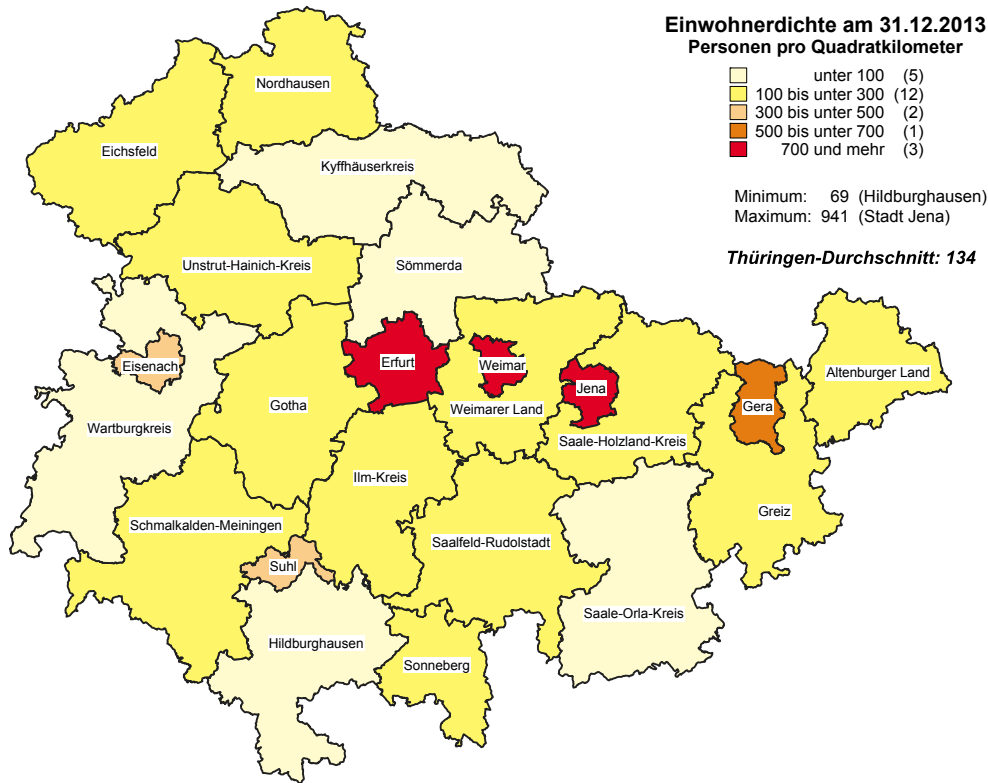 Einwohnerdichte am 31.12.2013
Personen pro Quadratkilometer
unter 100 (5)
100 bis unter 300 (12)
300 bis unter 500 (2)
500 bis unter 700 (1)
700 und mehr (3)
Minimum: 69 (Hildburghausen)
Maximum: 941 (Stadt Jena)
Thüringen-Durchschnitt: 134
Nordhausen
Eichsfeld
Kyffhäuserkreis
Unstrut-Hainich-Kreis
Sömmerda
Eisenach
Erfurt
Weimar
Jena
Altenburger Land
Gotha
Weimarer Land
Gera
Wartburgkreis
Saale-Holzland-Kreis
Ilm-Kreis
Greiz
Schmalkalden-Meiningen
Saalfeld-Rudolstadt
Suhl
Saale-Orla-Kreis
Hildburghausen
Sonneberg